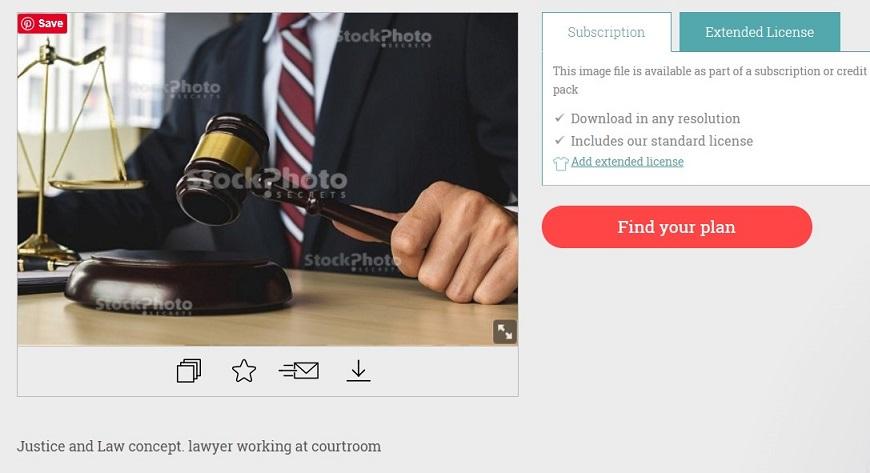 Save
StockPhoto
SECRETS
StockPhoto
SECRETS
StockPhoto
SECRETS
StockPhoto
SECRETS
StockPhoto
SECRETS
Subscription
Extended License
This image file is available as part of a subscription or credit
pack
Download in any resolution
Includes our standard license
Add extended license
Find your plan
Justice and Law concept. lawyer working at courtroom